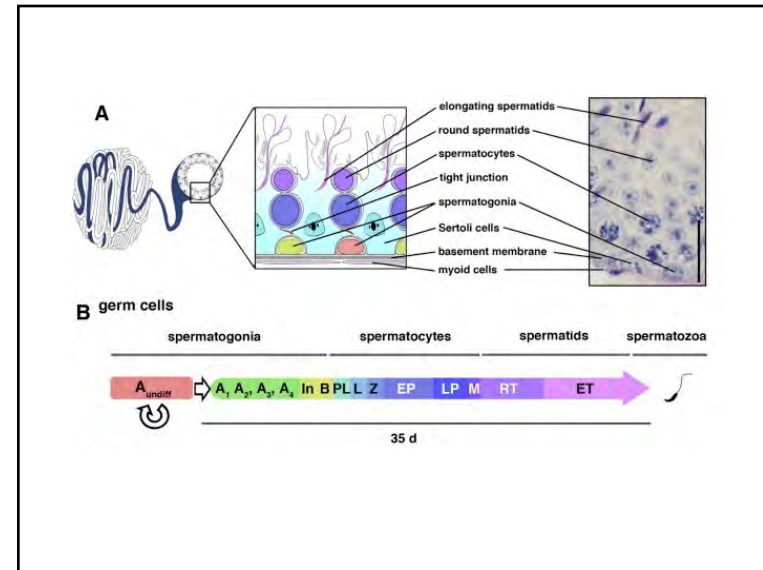 A
elongating spermatids
round spermatids
spermatocytes
tight junction
spermatogonia
Sertoli cells
basement membrane
myoid cells
B germ cells
spermatogonia spermatocytes spermatids spermatozoa
Aundiff A1 A2, A3, A4 In B PL L Z EP LP M RT ET
35 d